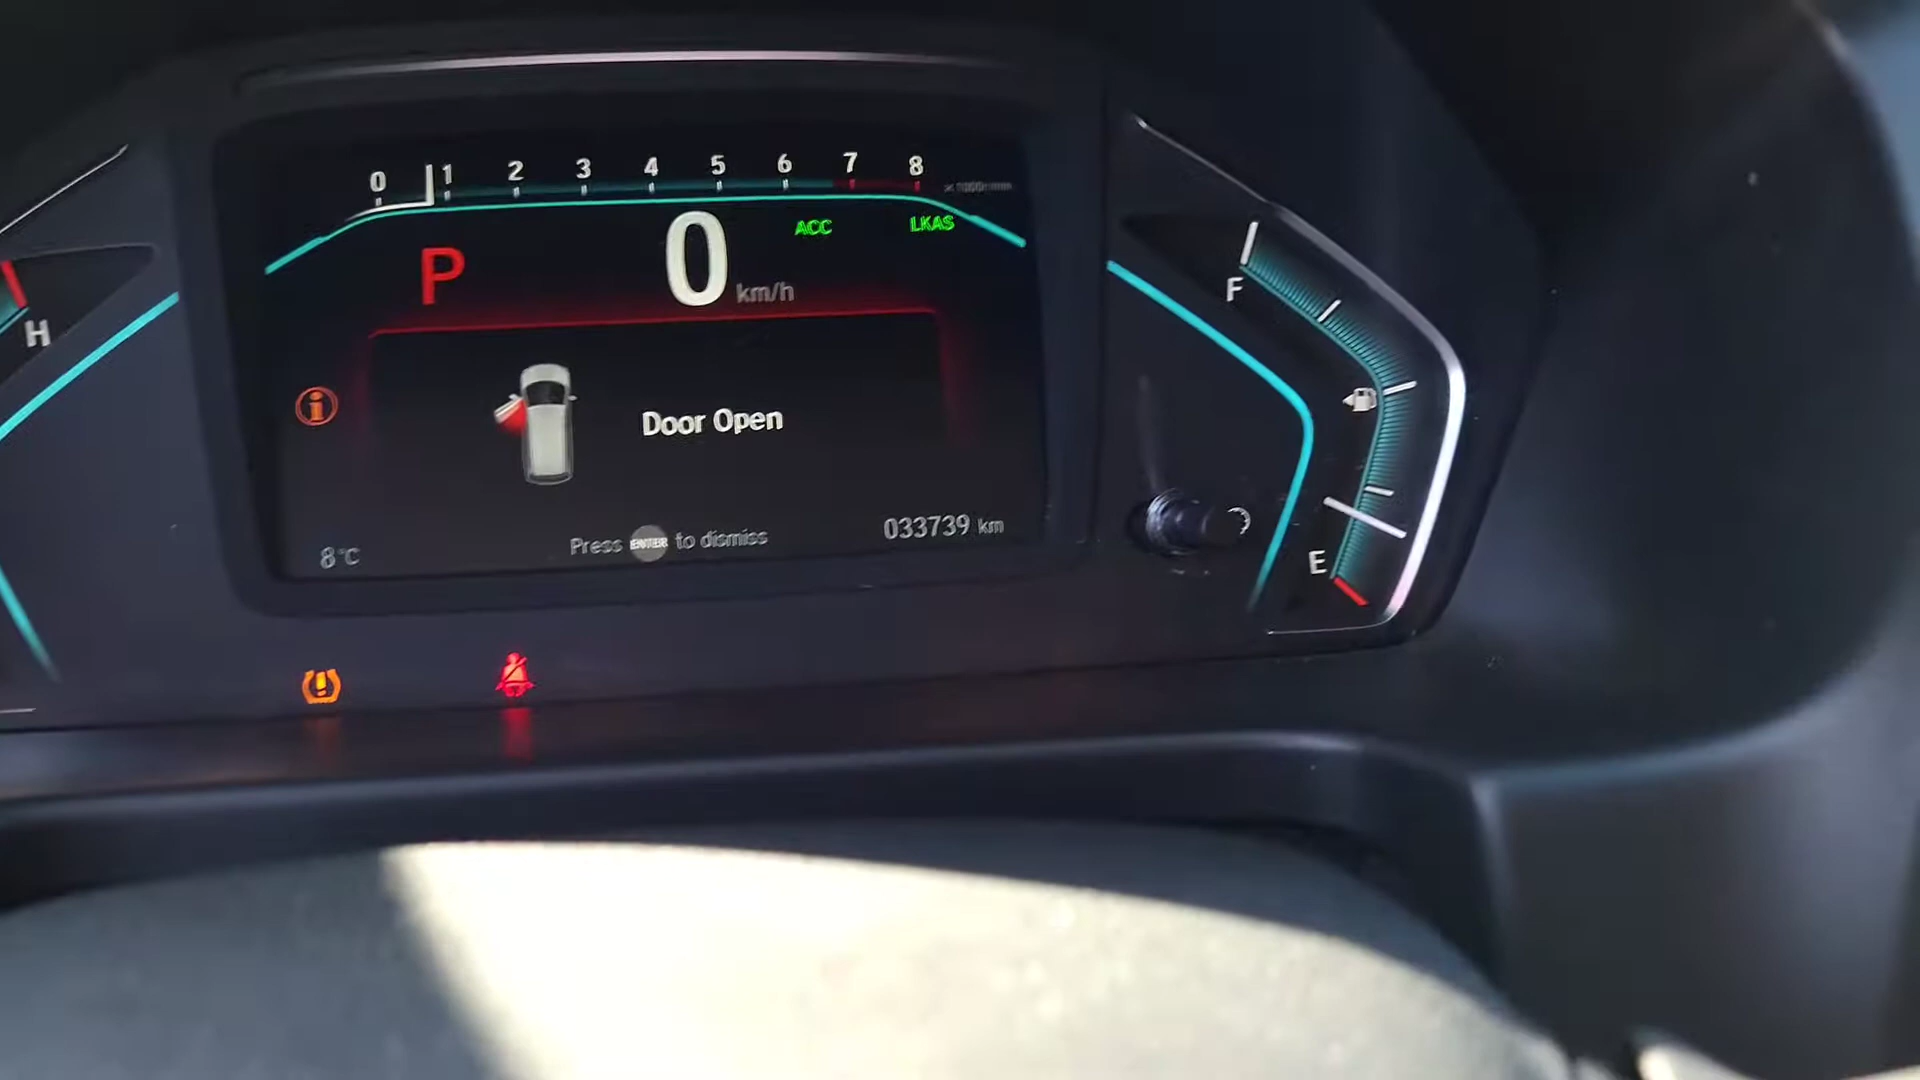 0 1 2 3 4 5 6 7 8
ACC LKAS
P 0 km/h
H
F
Door Open
8°C
Press ENTER to dismiss
033739 km
E